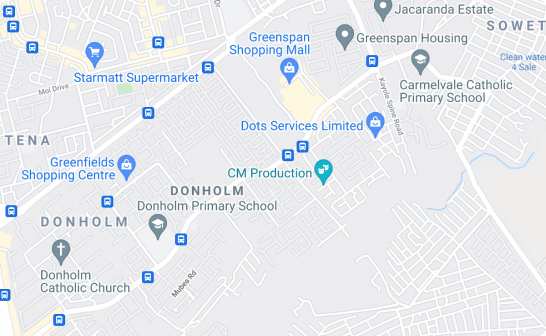 Jacaranda Estate
Greenspan
Shopping Mall
Greenspan Housing
SOWET
Dr
Clean water
4 Sale
Starmatt Supermarket
Moi Drive
Kayole Spine Road
Carmelvale Catholic
Primary School
Dots Services Limited
TENA
Greenfields
Shopping Centre
CM Production
DONHOLM
Donholm Primary School
DONHOLM
Donholm
Catholic Church
Mubea Rd